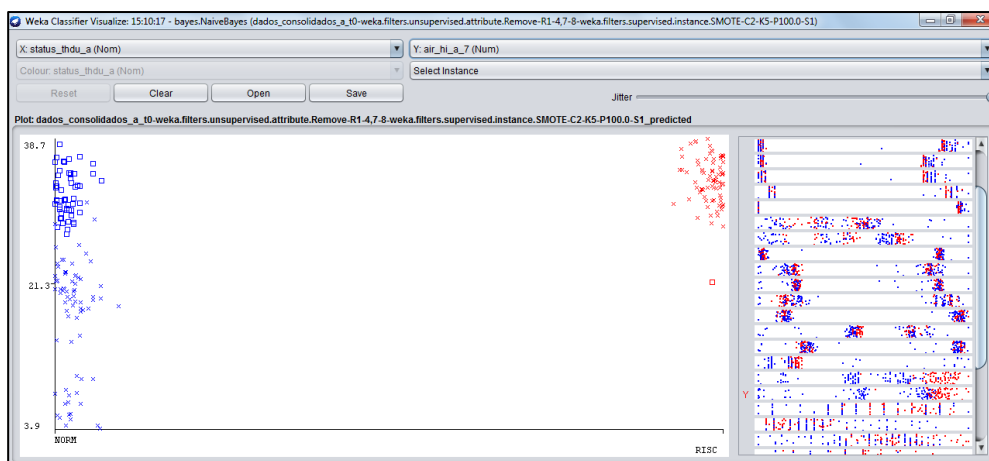 Weka Classifier Visualize: 15:10:17 - bayes.NaiveBayes (dados_consolidados_a_t0-weka.filters.unsupervised.attribute.Remove-R1-4,7-8-weka.filters.supervised.instance.SMOTE-C2-K5-P100.0-S1)
X: status_thdu_a (Nom) Y: air_hi_a_7 (Num)
Colour: status_thdu_a (Nom) Select Instance
Reset Clear Open Save Jitter
Plot: dados_consolidados_a_t0-weka.filters.unsupervised.attribute.Remove-R1-4,7-8-weka.filters.supervised.instance.SMOTE-C2-K5-P100.0-S1_predicted
38.7
21.3
Y
3.9
NORM RISC